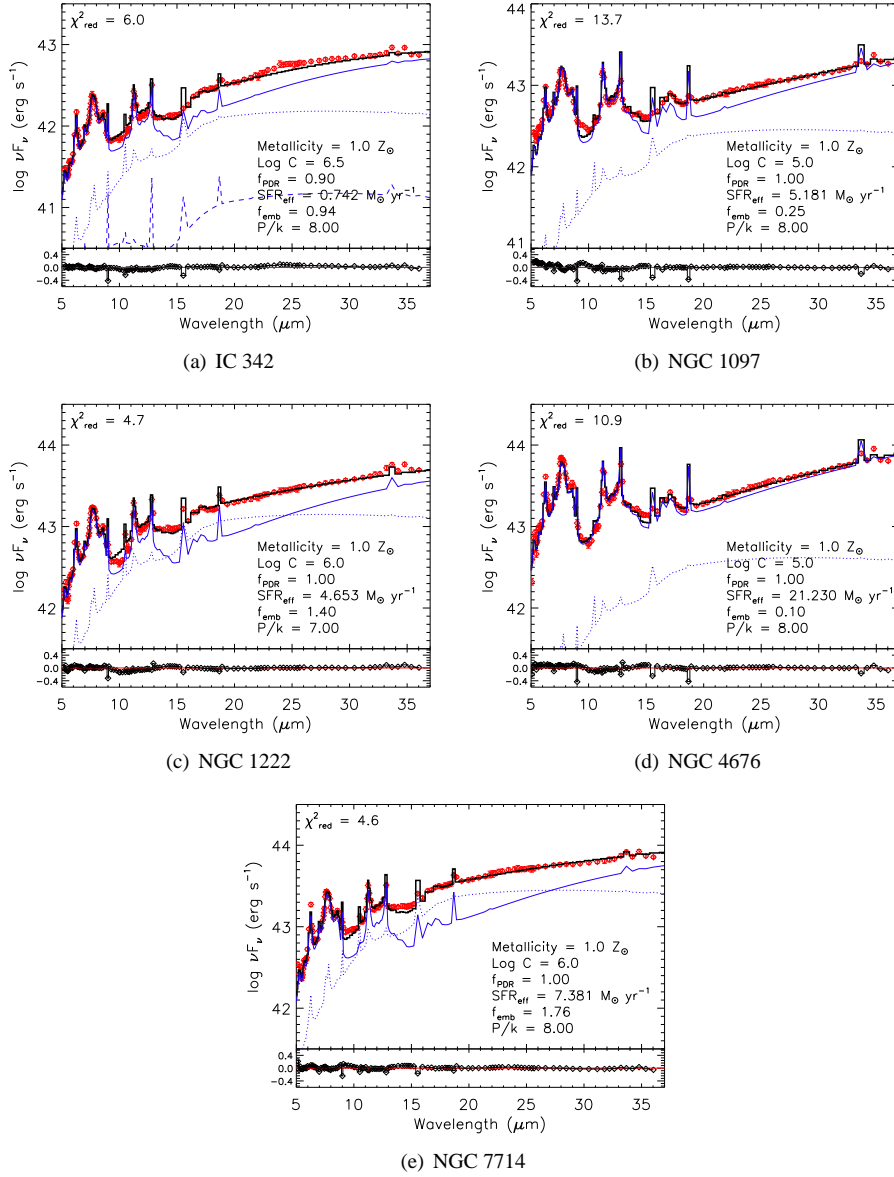 χ²red = 6.0
43
42
41
log νFν (erg s⁻¹)
Metallicity = 1.0 Z⊙
Log C = 6.5
fPDR = 0.90
SFReff = 0.742 M⊙ yr⁻¹
femb = 0.94
P/k = 8.00
0.4
0.0
−0.4
5 10 15 20 25 30 35
Wavelength (μm)
(a) IC 342
χ²red = 13.7
44
43
42
41
log νFν (erg s⁻¹)
Metallicity = 1.0 Z⊙
Log C = 5.0
fPDR = 1.00
SFReff = 5.181 M⊙ yr⁻¹
femb = 0.25
P/k = 8.00
0.4
0.0
−0.4
5 10 15 20 25 30 35
Wavelength (μm)
(b) NGC 1097
χ²red = 4.7
44
43
42
log νFν (erg s⁻¹)
Metallicity = 1.0 Z⊙
Log C = 6.0
fPDR = 1.00
SFReff = 4.653 M⊙ yr⁻¹
femb = 1.40
P/k = 7.00
0.4
0.0
−0.4
5 10 15 20 25 30 35
Wavelength (μm)
(c) NGC 1222
χ²red = 10.9
44
43
42
log νFν (erg s⁻¹)
Metallicity = 1.0 Z⊙
Log C = 5.0
fPDR = 1.00
SFReff = 21.230 M⊙ yr⁻¹
femb = 0.10
P/k = 8.00
0.4
0.0
−0.4
5 10 15 20 25 30 35
Wavelength (μm)
(d) NGC 4676
χ²red = 4.6
44
43
42
log νFν (erg s⁻¹)
Metallicity = 1.0 Z⊙
Log C = 6.0
fPDR = 1.00
SFReff = 7.381 M⊙ yr⁻¹
femb = 1.76
P/k = 8.00
0.4
0.0
−0.4
5 10 15 20 25 30 35
Wavelength (μm)
(e) NGC 7714